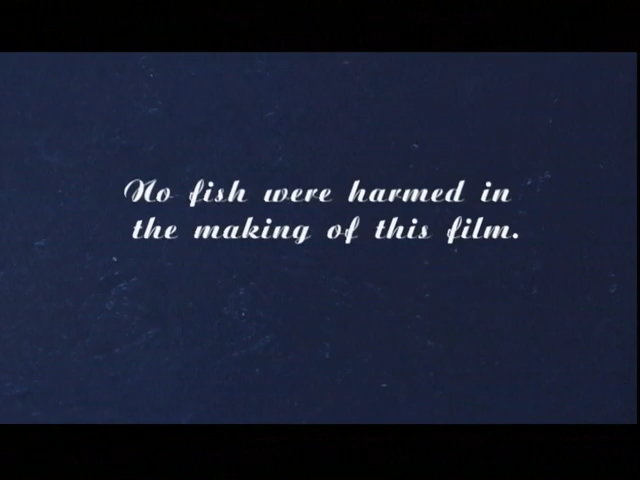 No fish were harmed in
the making of this film.